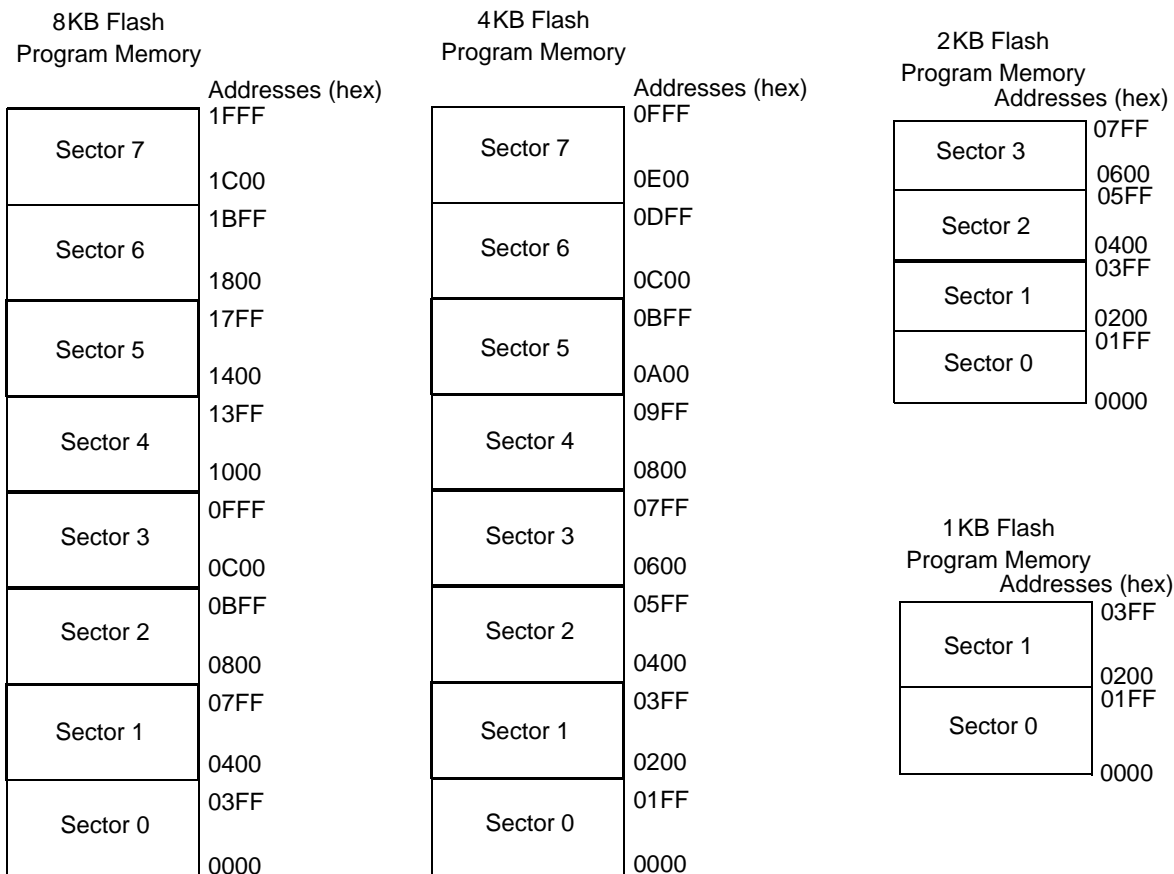 8KB Flash
Program Memory
Addresses (hex)
1FFF
Sector 7
1C00
1BFF
Sector 6
1800
17FF
Sector 5
1400
13FF
Sector 4
1000
0FFF
Sector 3
0C00
0BFF
Sector 2
0800
07FF
Sector 1
0400
03FF
Sector 0
0000
4KB Flash
Program Memory
Addresses (hex)
0FFF
Sector 7
0E00
0DFF
Sector 6
0C00
0BFF
Sector 5
0A00
09FF
Sector 4
0800
07FF
Sector 3
0600
05FF
Sector 2
0400
03FF
Sector 1
0200
01FF
Sector 0
0000
2KB Flash
Program Memory
Addresses (hex)
07FF
Sector 3
0600
05FF
Sector 2
0400
03FF
Sector 1
0200
01FF
Sector 0
0000
1KB Flash
Program Memory
Addresses (hex)
03FF
Sector 1
0200
01FF
Sector 0
0000